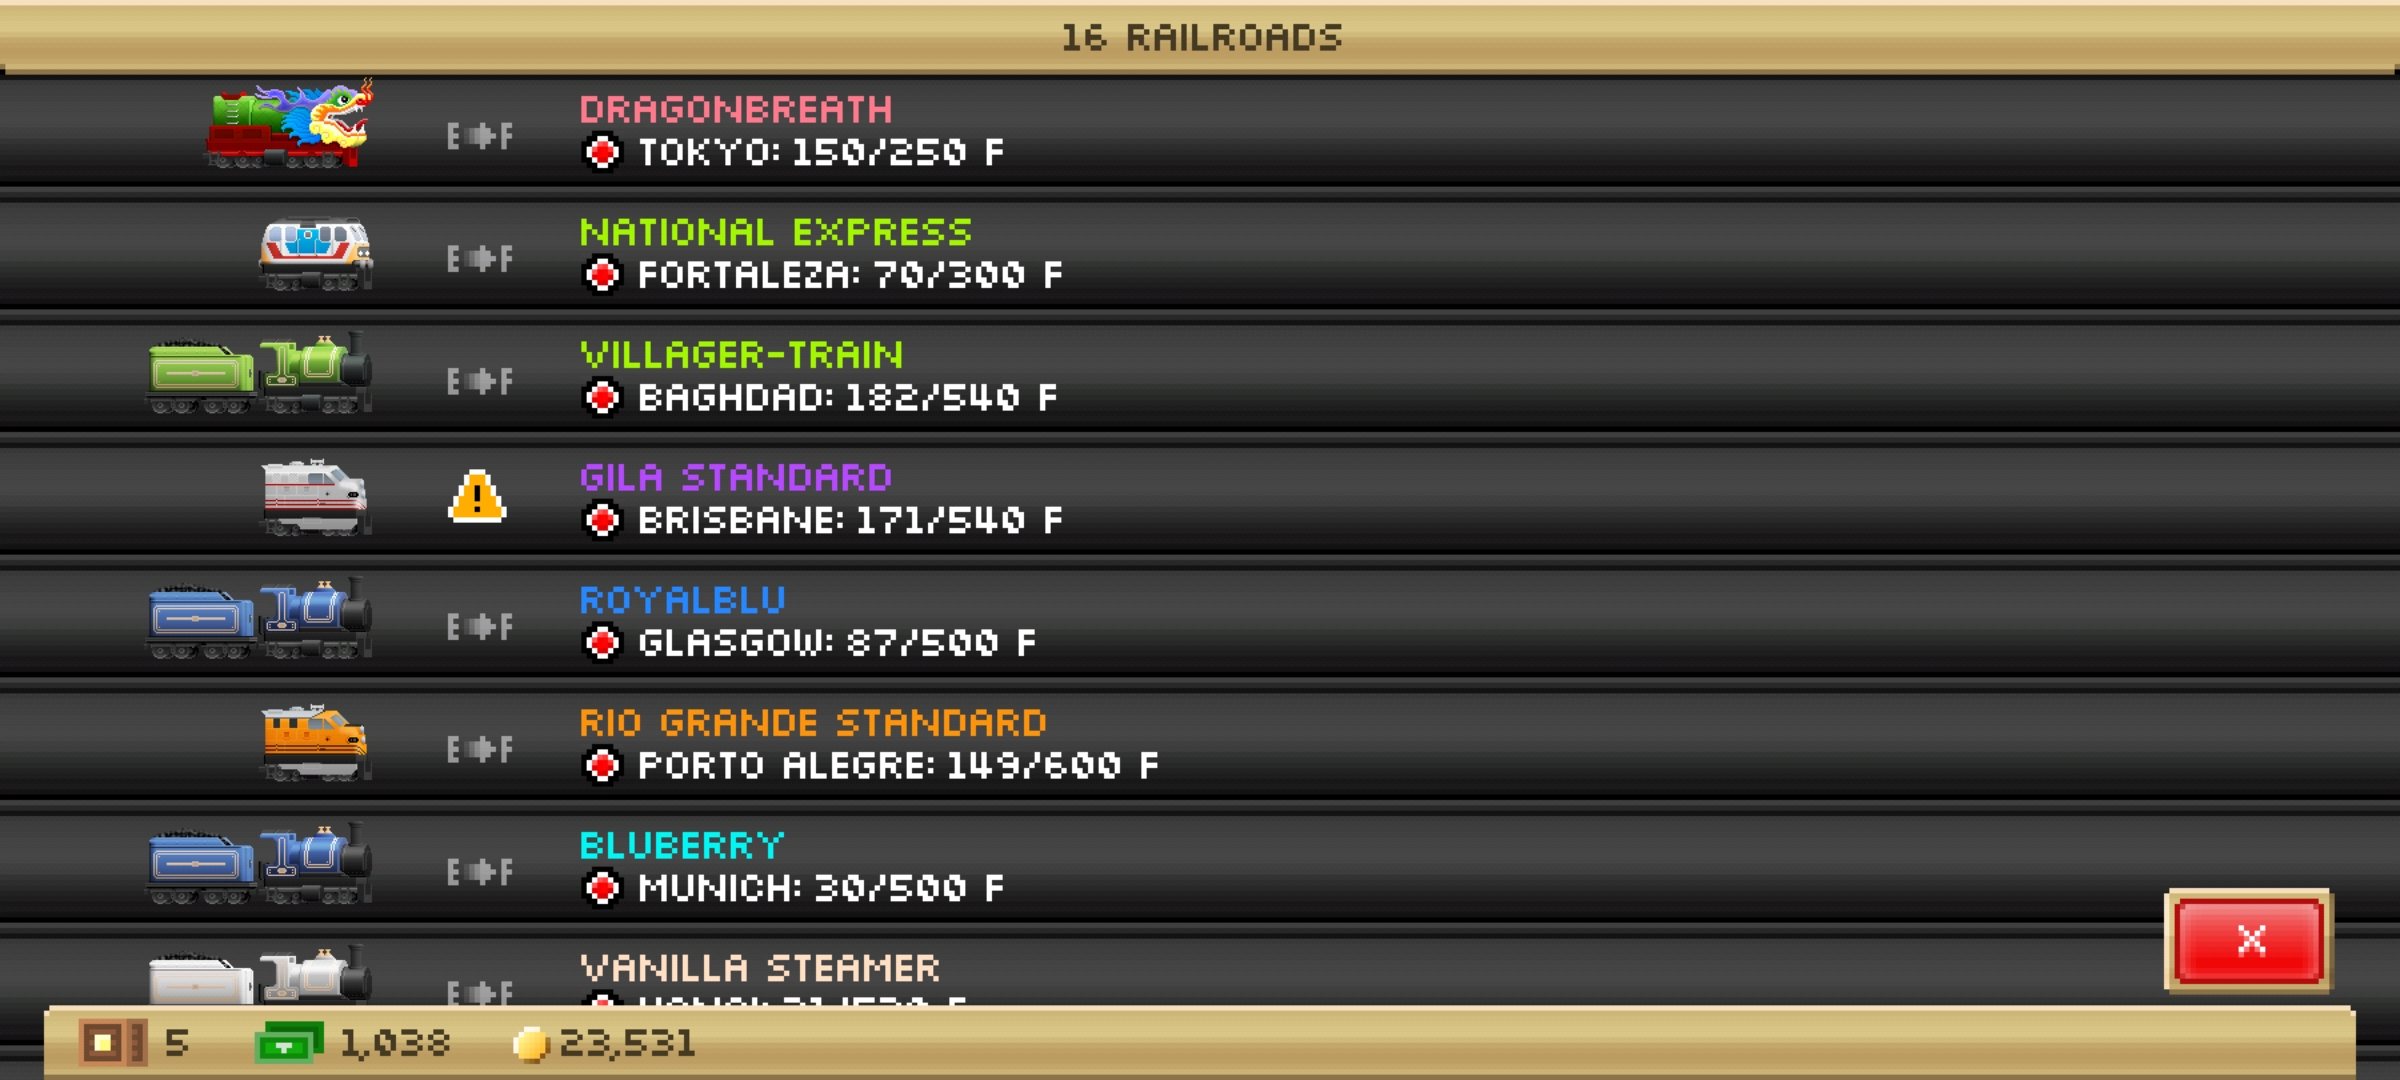 16 RAILROADS
E F
DRAGONBREATH
TOKYO: 150/250 F
E F
NATIONAL EXPRESS
FORTALEZA: 70/300 F
E F
VILLAGER-TRAIN
BAGHDAD: 182/540 F
!
GILA STANDARD
BRISBANE: 171/540 F
E F
ROYALBLU
GLASGOW: 87/500 F
E F
RIO GRANDE STANDARD
PORTO ALEGRE: 149/600 F
E F
BLUBERRY
MUNICH: 30/500 F
E F
VANILLA STEAMER
X
5
1,038
23,531